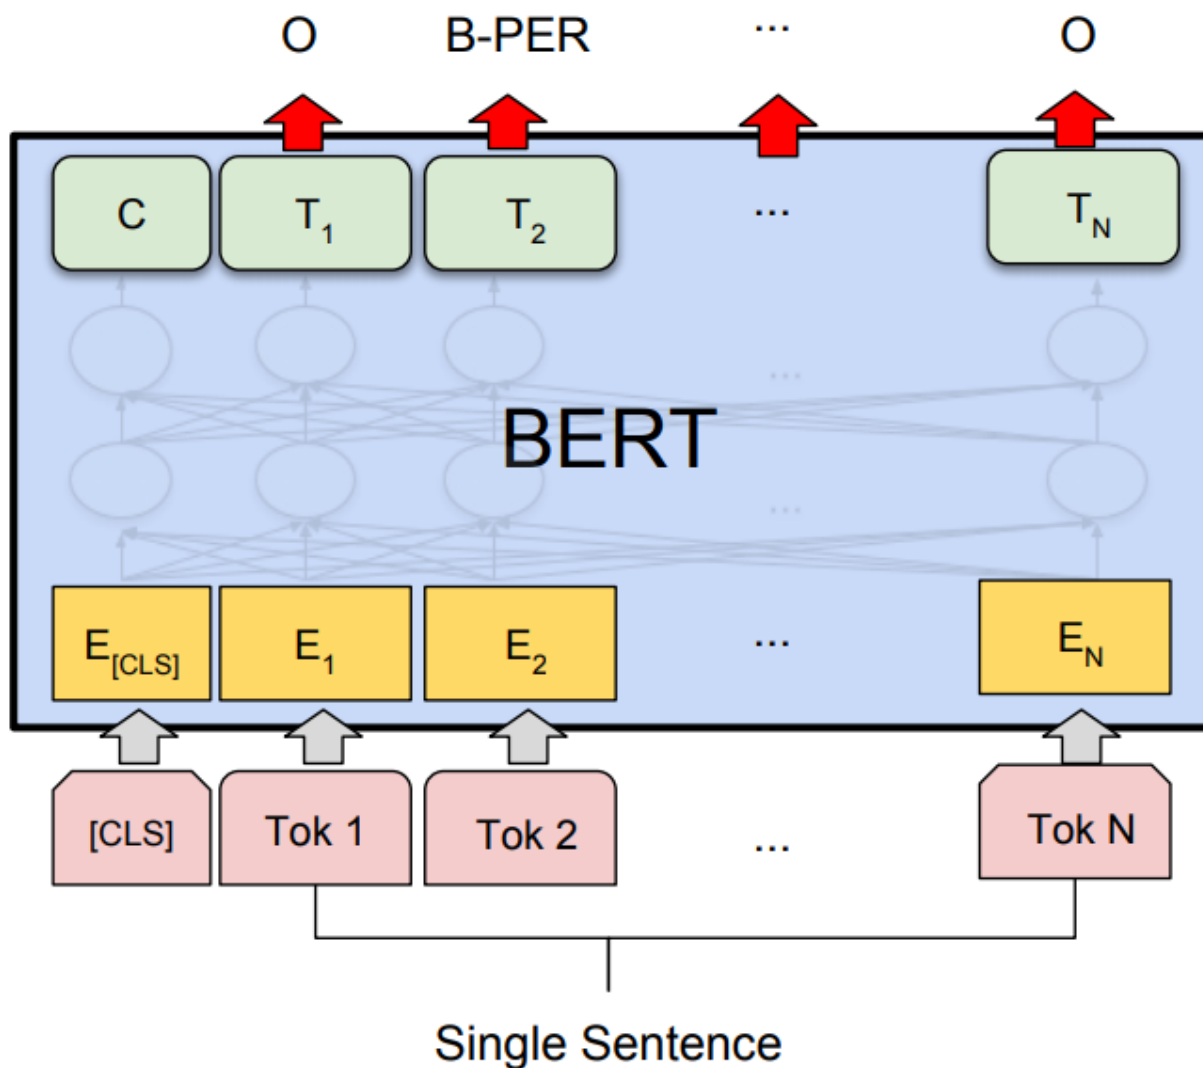 O B-PER ... O
C T1 T2 ... TN
...
BERT
...
E[CLS] E1 E2 ... EN
[CLS] Tok 1 Tok 2 ... Tok N
Single Sentence